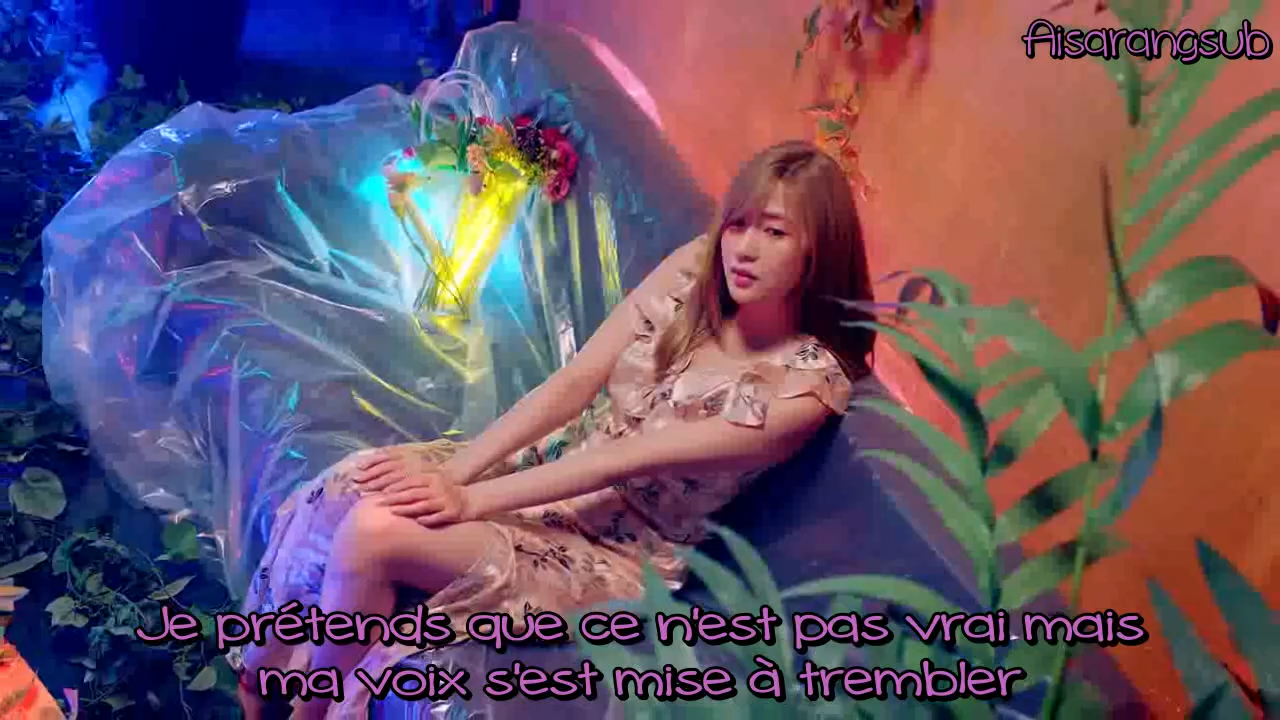 Aisarangsub
Je prétends que ce n'est pas vrai mais
ma voix s'est mise à trembler